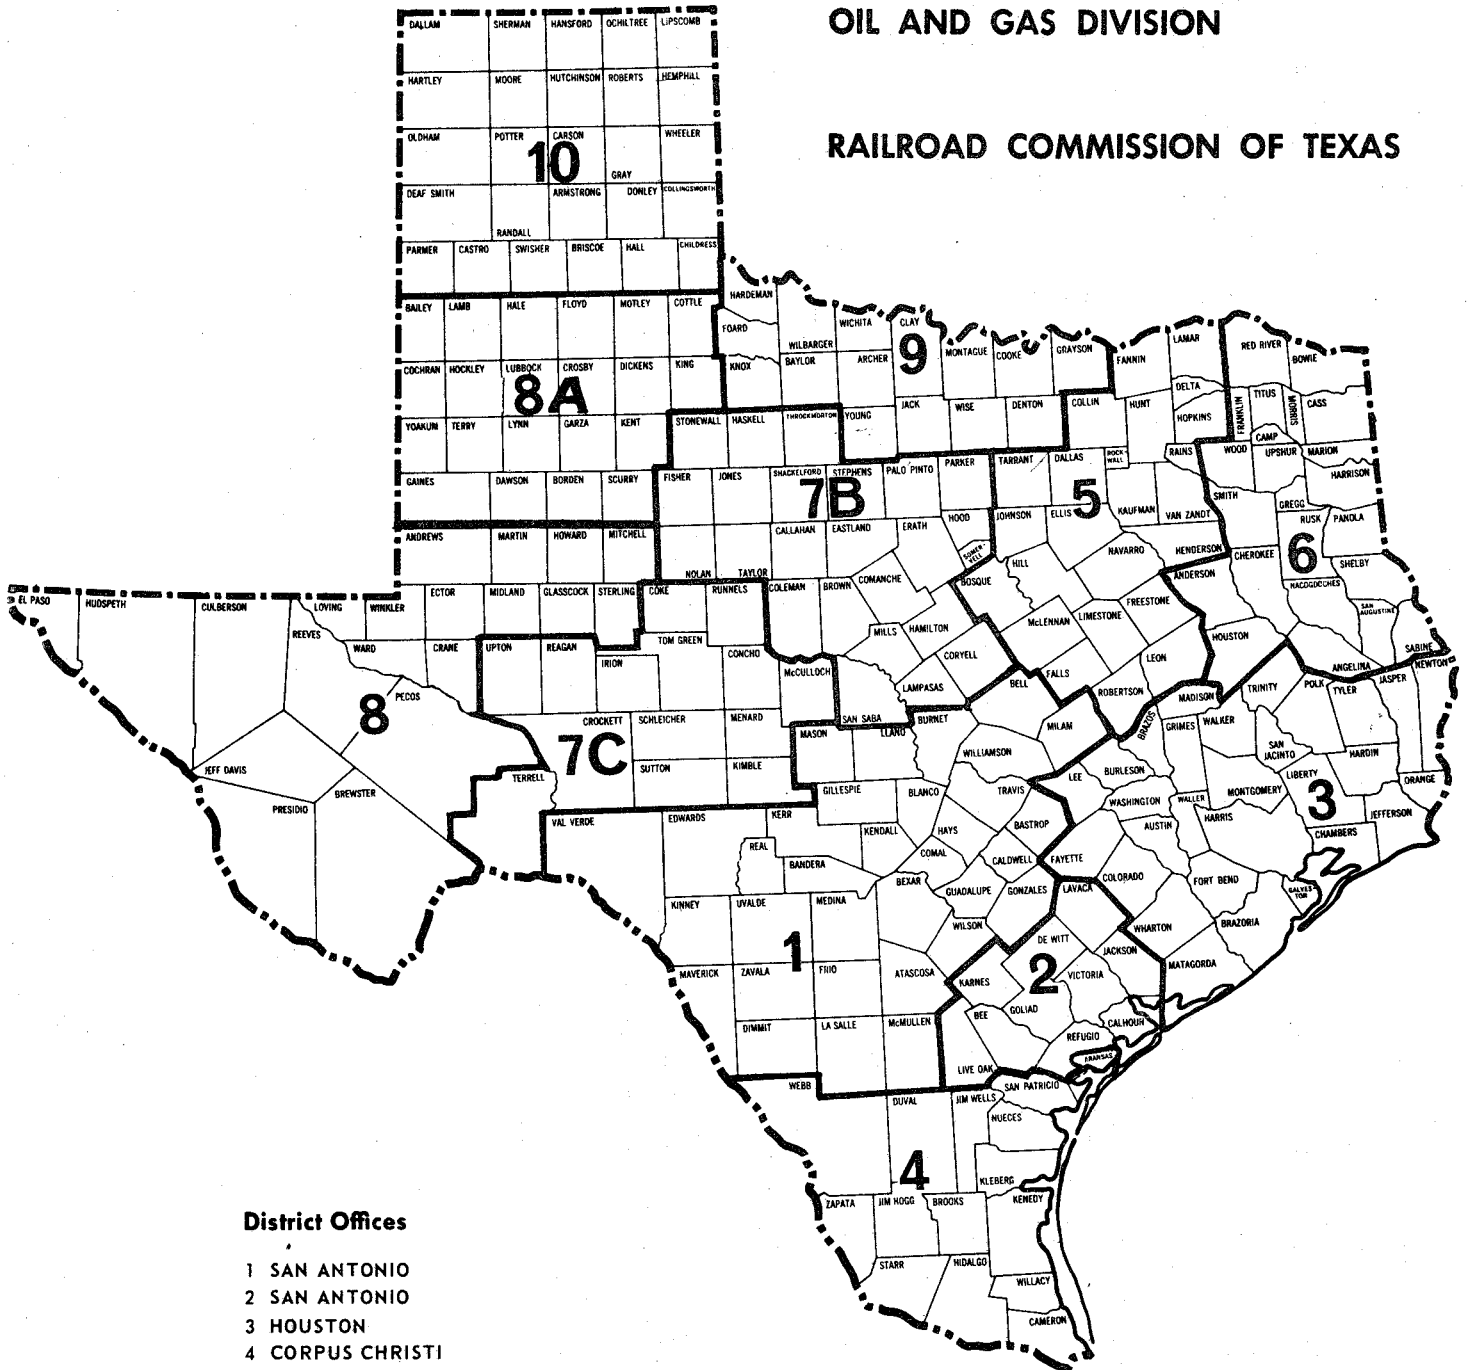 OIL AND GAS DIVISION
RAILROAD COMMISSION OF TEXAS
DALLAM SHERMAN HANSFORD OCHILTREE LIPSCOMB
HARTLEY MOORE HUTCHINSON ROBERTS HEMPHILL
OLDHAM POTTER CARSON WHEELER
10
GRAY
DEAF SMITH ARMSTRONG DONLEY COLLINGSWORTH
RANDALL
PARMER CASTRO SWISHER BRISCOE HALL CHILDRESS
BAILEY LAMB HALE FLOYD MOTLEY COTTLE HARDEMAN
FOARD WILBARGER WICHITA CLAY
9
MONTAGUE COOKE GRAYSON FANNIN LAMAR RED RIVER BOWIE
COCHRAN HOCKLEY LUBBOCK CROSBY DICKENS KING KNOX BAYLOR ARCHER
8A
DELTA TITUS MORRIS CASS
YOAKUM TERRY LYNN GARZA KENT STONEWALL HASKELL THROCKMORTON YOUNG JACK WISE DENTON COLLIN HUNT HOPKINS FRANKLIN
CAMP
GAINES DAWSON BORDEN SCURRY FISHER JONES SHACKELFORD STEPHENS PALO PINTO PARKER TARRANT DALLAS ROCK-
WALL RAINS WOOD UPSHUR MARION
HARRISON
7B
5
KAUFMAN VAN ZANDT SMITH GREGG
RUSK PANOLA
CALLAHAN EASTLAND ERATH HOOD JOHNSON ELLIS
ANDREWS MARTIN HOWARD MITCHELL NOLAN TAYLOR SOMER-
VELL HILL NAVARRO HENDERSON CHEROKEE
6
SHELBY
EL PASO HUDSPETH CULBERSON LOVING WINKLER ECTOR MIDLAND GLASSCOCK STERLING COKE RUNNELS COLEMAN BROWN COMANCHE BOSQUE ANDERSON NACOGDOCHES
SAN
AUGUSTINE
REEVES WARD CRANE UPTON REAGAN IRION TOM GREEN CONCHO McCULLOCH MILLS HAMILTON McLENNAN LIMESTONE FREESTONE
HOUSTON ANGELINA SABINE
CORYELL FALLS LEON
PECOS
8
LAMPASAS BELL ROBERTSON MADISON TRINITY POLK TYLER JASPER NEWTON
CROCKETT SCHLEICHER MENARD MASON SAN SABA LLANO BURNET MILAM BRAZOS GRIMES WALKER
7C
SUTTON KIMBLE WILLIAMSON SAN
JACINTO HARDIN
JEFF DAVIS TERRELL LEE BURLESON LIBERTY ORANGE
PRESIDIO BREWSTER GILLESPIE BLANCO TRAVIS WASHINGTON WALLER MONTGOMERY
3
JEFFERSON
VAL VERDE EDWARDS KERR KENDALL HAYS BASTROP AUSTIN HARRIS CHAMBERS
REAL BANDERA COMAL CALDWELL FAYETTE
BEXAR GUADALUPE GONZALES LAVACA COLORADO FORT BEND GALVES
TON
KINNEY UVALDE MEDINA WILSON WHARTON BRAZORIA
1
DE WITT JACKSON
MAVERICK ZAVALA FRIO ATASCOSA KARNES
2
VICTORIA MATAGORDA
DIMMIT LA SALLE McMULLEN BEE GOLIAD CALHOUN
REFUGIO
LIVE OAK ARANSAS
WEBB DUVAL JIM WELLS SAN PATRICIO
NUECES
4
KLEBERG
ZAPATA JIM HOGG BROOKS KENEDY
STARR HIDALGO
WILLACY
CAMERON
District Offices
1 SAN ANTONIO
2 SAN ANTONIO
3 HOUSTON
4 CORPUS CHRISTI